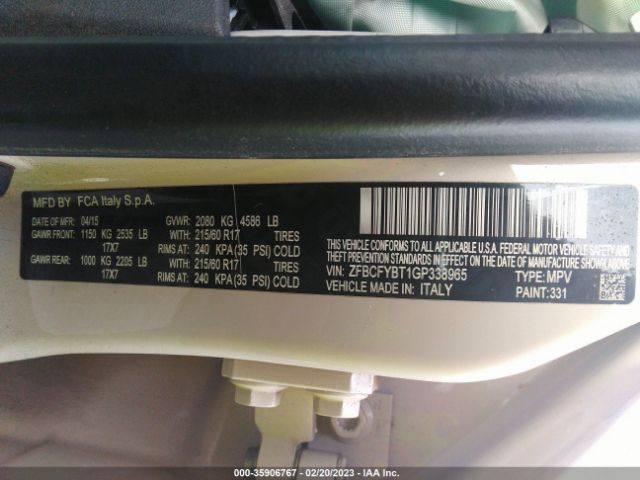 MFD BY FCA Italy S.p.A.
DATE OF MFR: 04/15 GVWR: 2080 KG 4586 LB
GAWR FRONT: 1150 KG 2535 LB WITH: 215/60 R17 TIRES
17X7 RIMS AT: 240 KPA(35 PSI) COLD
GAWR REAR: 1000 KG 2205 LB WITH: 215/60 R17 TIRES
17X7 RIMS AT: 240 KPA(35 PSI) COLD
THIS VEHICLE CONFORMS TO ALL APPLICABLE U.S.A. FEDERAL MOTOR VEHICLE SAFETY AND
THEFT PREVENTION STANDARDS IN EFFECT ON THE DATE OF MANUFACTURE SHOWN ABOVE
VIN: ZFBCFYBT1GP338965 TYPE: MPV
VEHICLE MADE IN: ITALY PAINT: 331
000-35906767 - 02/20/2023 - IAA Inc.